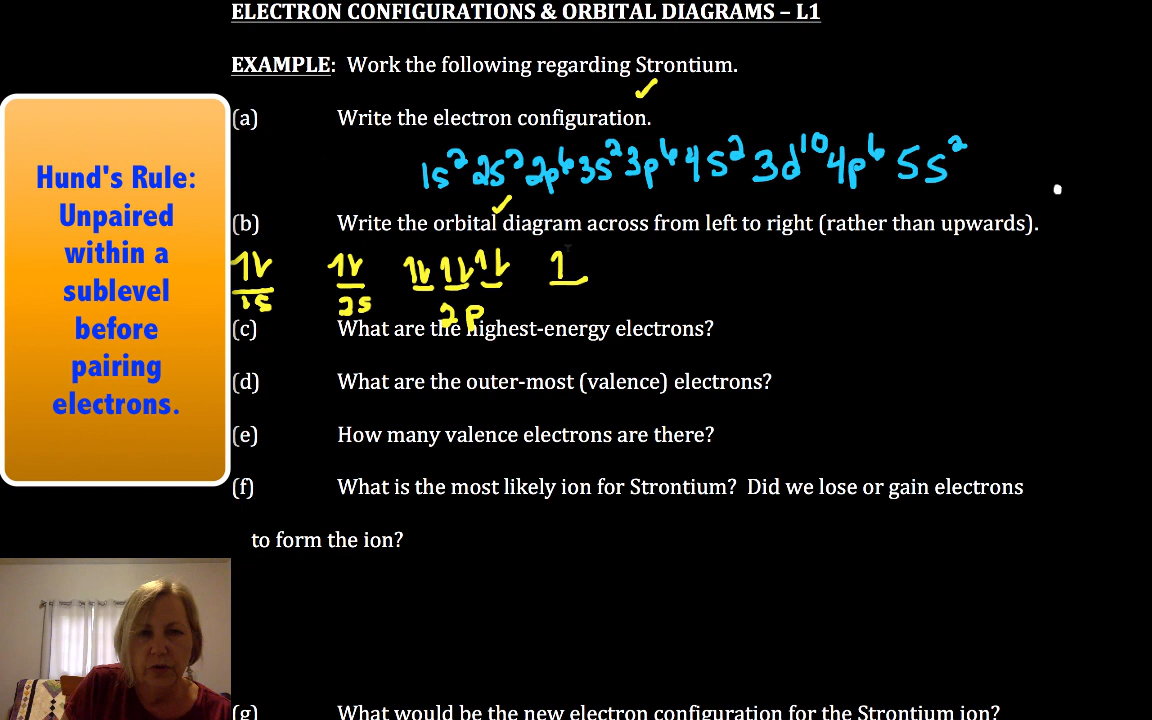 ELECTRON CONFIGURATIONS & ORBITAL DIAGRAMS – L1
EXAMPLE: Work the following regarding Strontium.
(a) Write the electron configuration.
1s² 2s² 2p⁶ 3s² 3p⁶ 4s² 3d¹⁰ 4p⁶ 5s²
(b) Write the orbital diagram across from left to right (rather than upwards).
1s 2s 2p
(c) What are the highest-energy electrons?
(d) What are the outer-most (valence) electrons?
(e) How many valence electrons are there?
(f) What is the most likely ion for Strontium? Did we lose or gain electrons
to form the ion?
(g) What would be the new electron configuration for the Strontium ion?
Hund's Rule:
Unpaired
within a
sublevel
before
pairing
electrons.